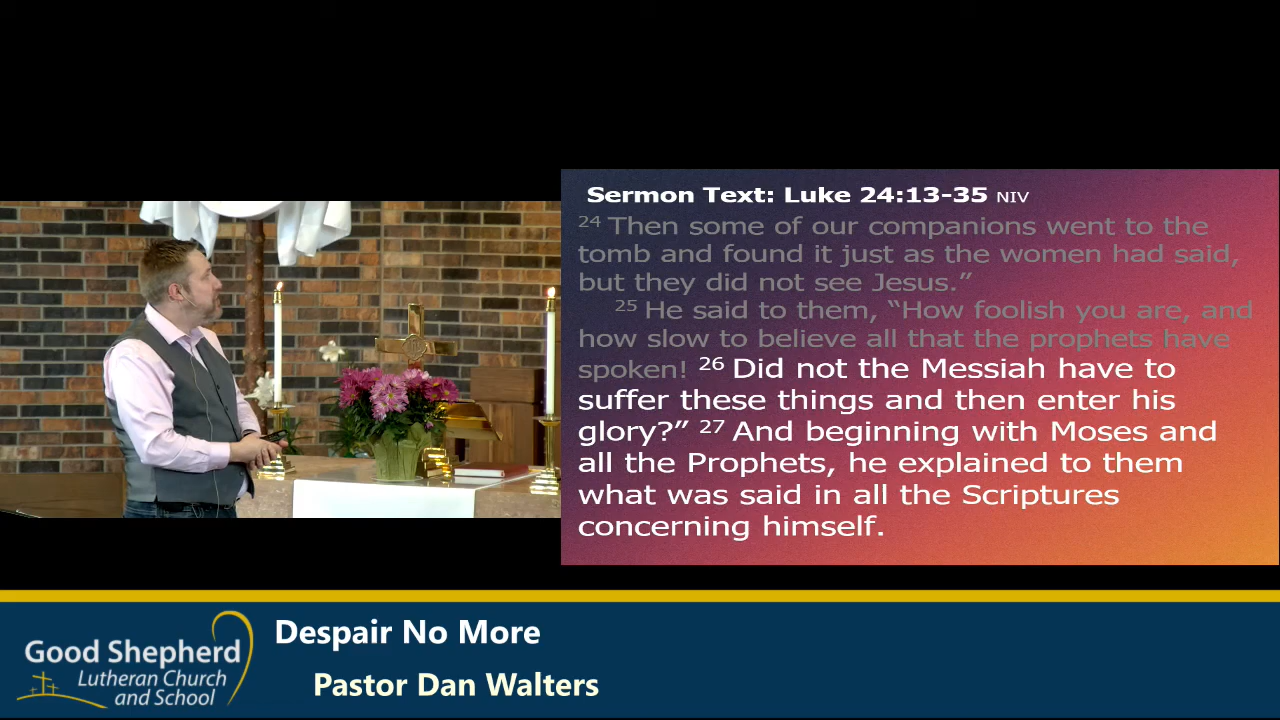 Sermon Text: Luke 24:13-35 NIV
24 Then some of our companions went to the
tomb and found it just as the women had said,
but they did not see Jesus.”
25 He said to them, “How foolish you are, and
how slow to believe all that the prophets have
spoken! 26 Did not the Messiah have to
suffer these things and then enter his
glory?” 27 And beginning with Moses and
all the Prophets, he explained to them
what was said in all the Scriptures
concerning himself.
Good Shepherd
Lutheran Church
and School
Despair No More
Pastor Dan Walters